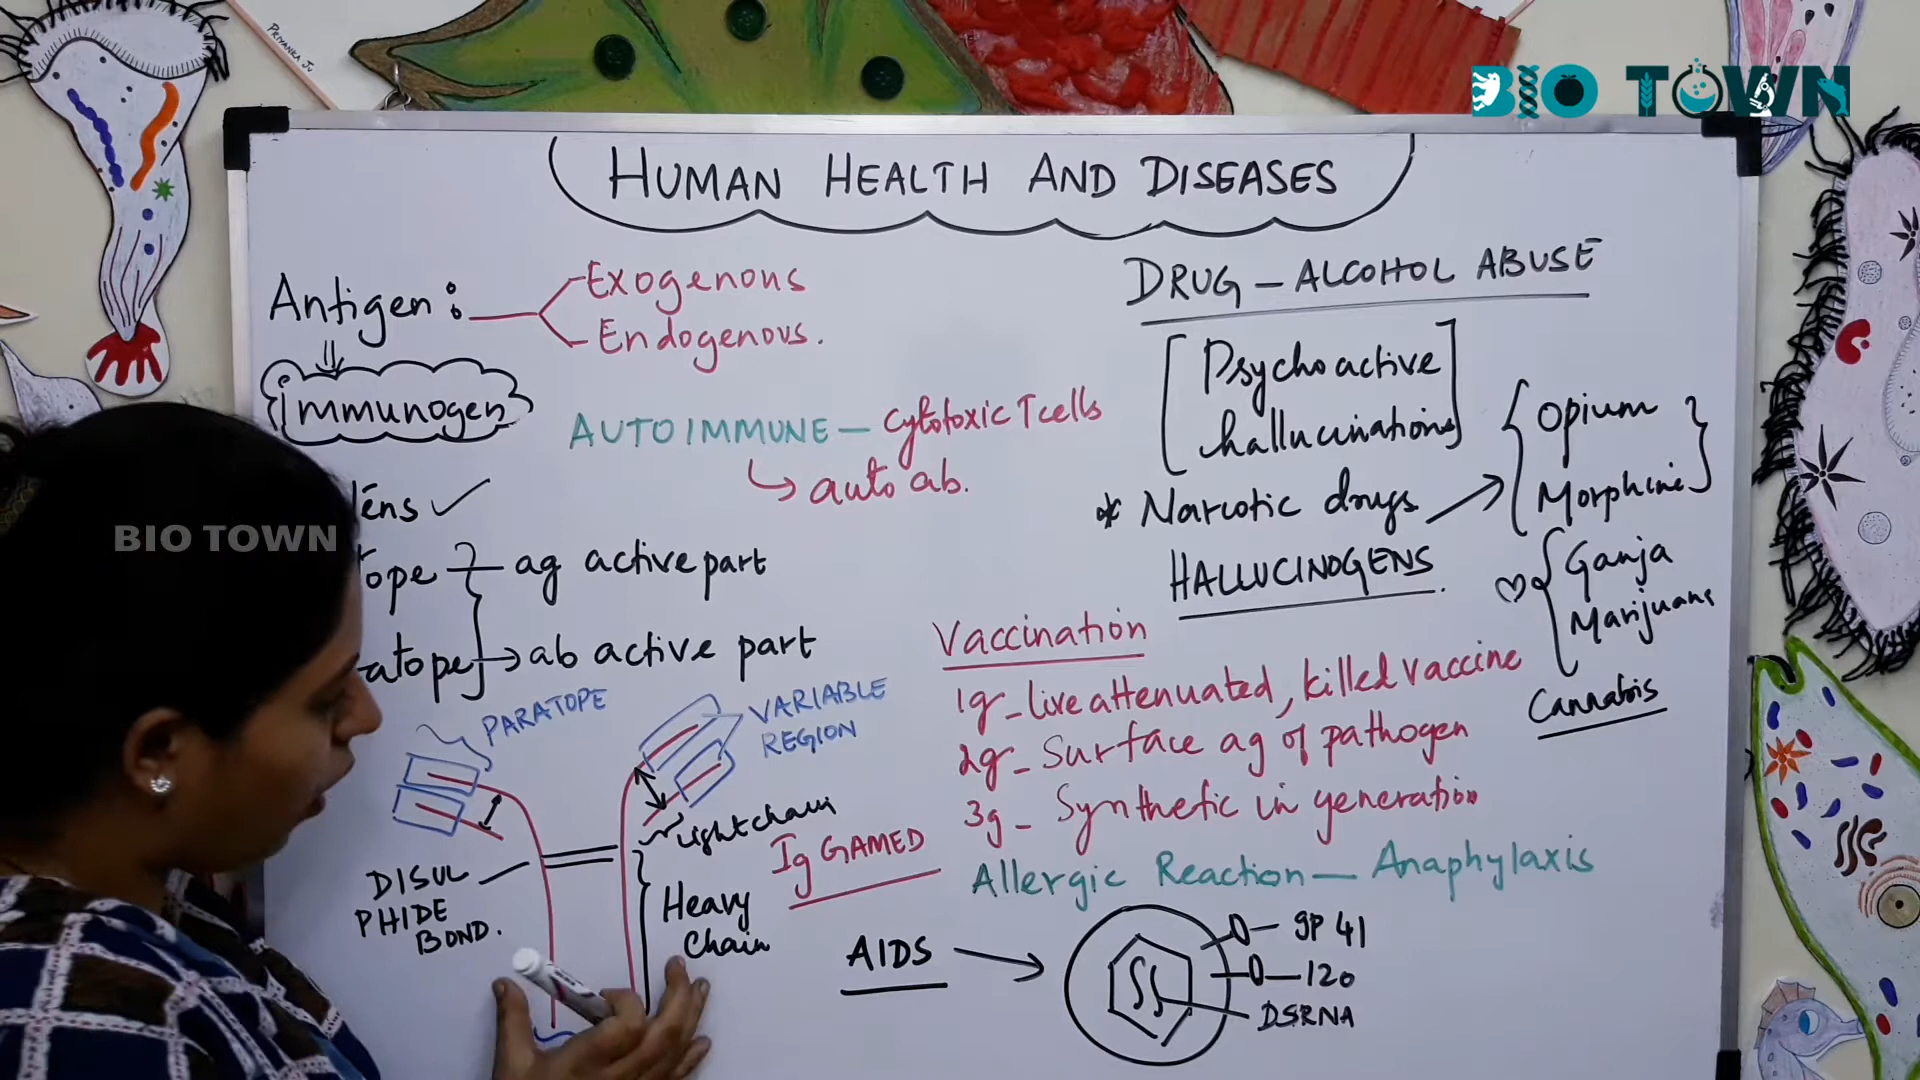 PRIYANKA JV
BIO TOWN
HUMAN HEALTH AND DISEASES
Antigen :
Exogenous
Endogenous.
Immunogen
AUTOIMMUNE - Cytotoxic T cells
auto ab.
BIO TOWN
ag active part
ab active part
PARATOPE
VARIABLE
REGION
Light chain
DISUL
PHIDE
BOND.
Heavy
Chain
Ig GAMED
DRUG - ALCOHOL ABUSE
Psychoactive
hallucinations
* Narcotic drugs
Opium
Morphine
HALLUCINOGENS.
Ganja
Marijuana
Cannabis
Vaccination
1g - live attenuated, killed vaccine
2g - Surface ag of pathogen
3g - Synthetic in generation
Allergic Reaction - Anaphylaxis
AIDS
gp 41
120
DSRNA